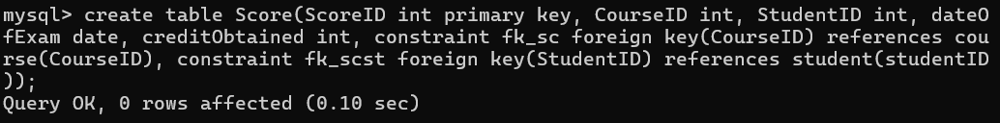 mysql> create table Score(ScoreID int primary key, CourseID int, StudentID int, dateO
fExam date, creditObtained int, constraint fk_sc foreign key(CourseID) references cou
rse(CourseID), constraint fk_scst foreign key(StudentID) references student(studentID
));
Query OK, 0 rows affected (0.10 sec)